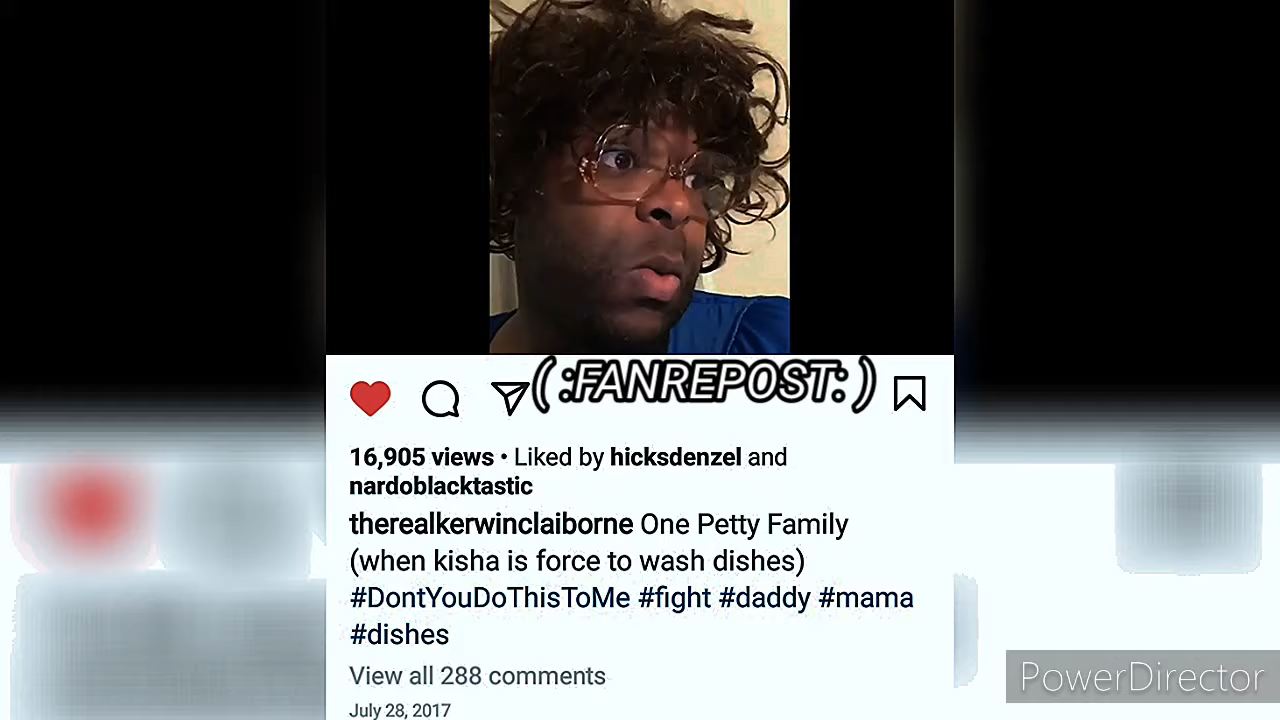 (:FANREPOST:)
16,905 views • Liked by hicksdenzel and
nardoblacktastic
therealkerwinclaiborne One Petty Family
(when kisha is force to wash dishes)
#DontYouDoThisToMe #fight #daddy #mama
#dishes
View all 288 comments
July 28, 2017
PowerDirector